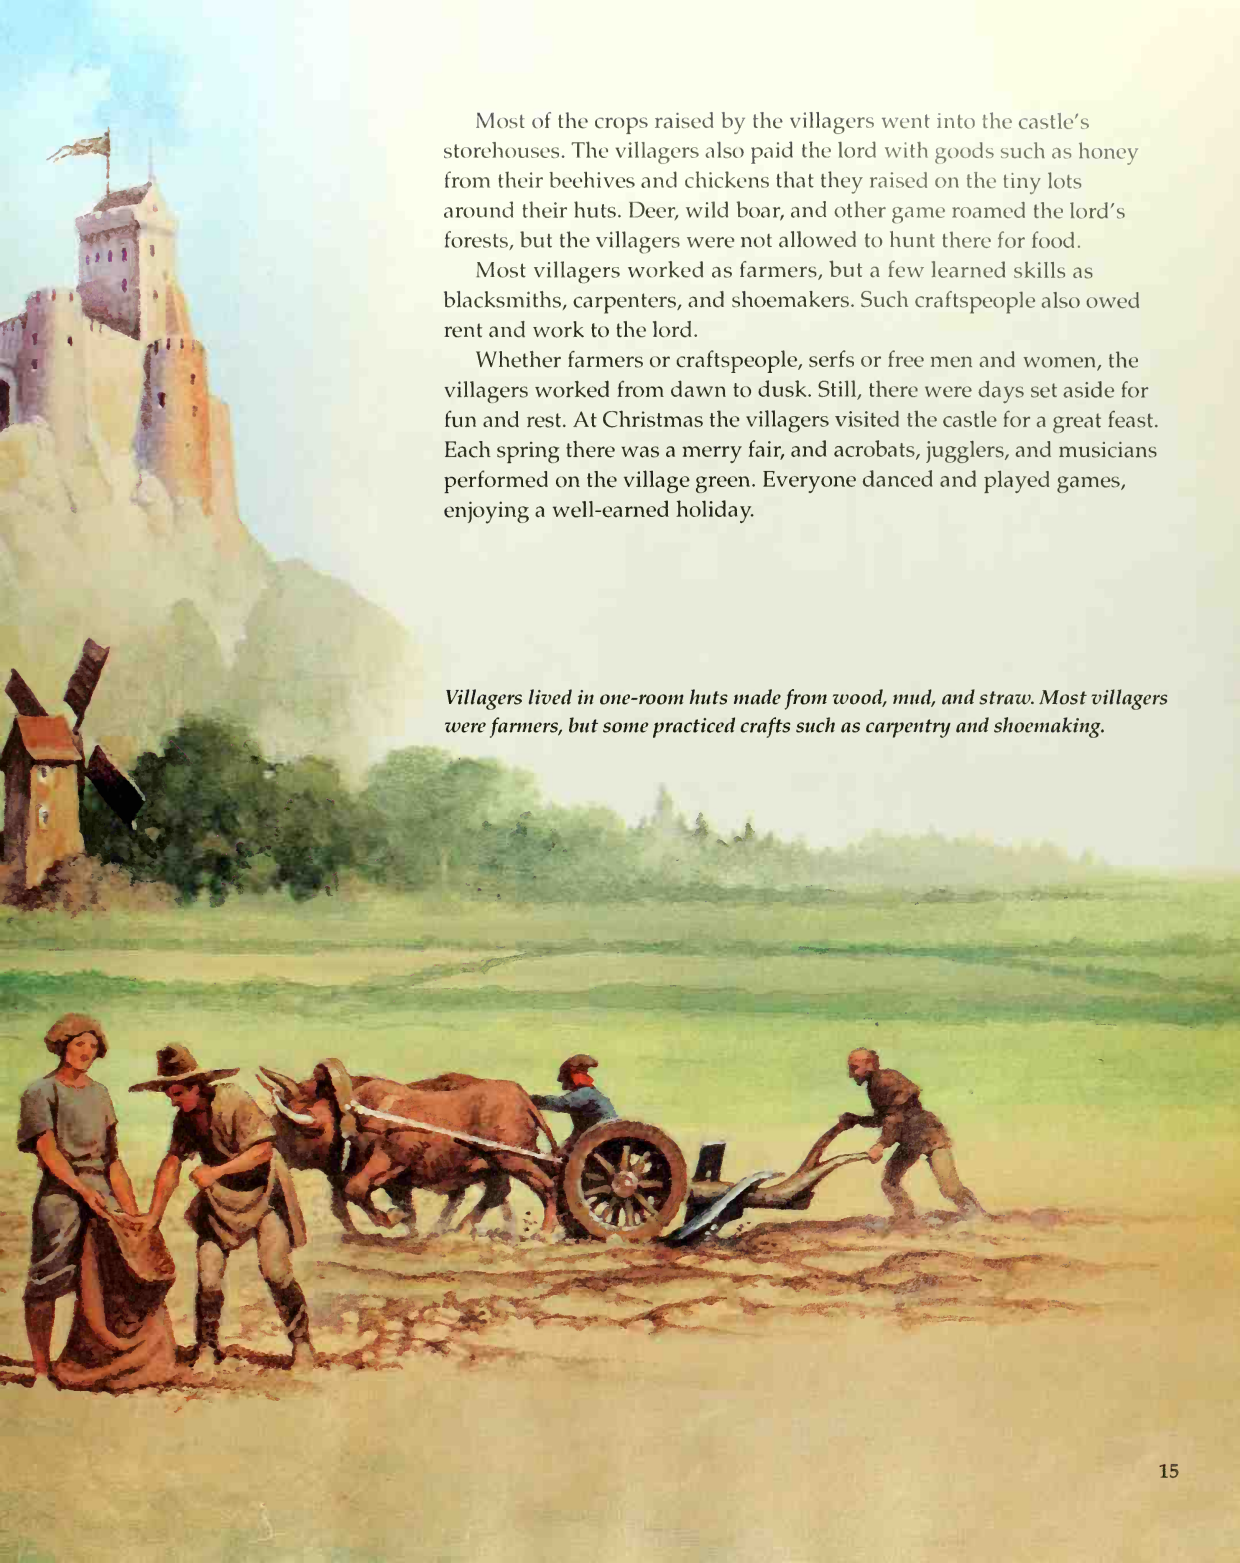 Most of the crops raised by the villagers went into the castle's
storehouses. The villagers also paid the lord with goods such as honey
from their beehives and chickens that they raised on the tiny lots
around their huts. Deer, wild boar, and other game roamed the lord's
forests, but the villagers were not allowed to hunt there for food.
Most villagers worked as farmers, but a few learned skills as
blacksmiths, carpenters, and shoemakers. Such craftspeople also owed
rent and work to the lord.
Whether farmers or craftspeople, serfs or free men and women, the
villagers worked from dawn to dusk. Still, there were days set aside for
fun and rest. At Christmas the villagers visited the castle for a great feast.
Each spring there was a merry fair, and acrobats, jugglers, and musicians
performed on the village green. Everyone danced and played games,
enjoying a well-earned holiday.
Villagers lived in one-room huts made from wood, mud, and straw. Most villagers
were farmers, but some practiced crafts such as carpentry and shoemaking.
15